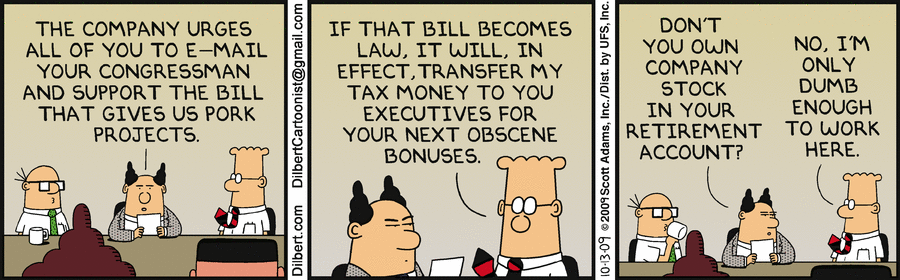 THE COMPANY URGES
ALL OF YOU TO E-MAIL
YOUR CONGRESSMAN
AND SUPPORT THE BILL
THAT GIVES US PORK
PROJECTS.
Dilbert.com DilbertCartoonist@gmail.com
IF THAT BILL BECOMES
LAW, IT WILL, IN
EFFECT, TRANSFER MY
TAX MONEY TO YOU
EXECUTIVES FOR
YOUR NEXT OBSCENE
BONUSES.
10-13-09 ©2009 Scott Adams, Inc./Dist. by UFS, Inc.
DON'T
YOU OWN
COMPANY
STOCK
IN YOUR
RETIREMENT
ACCOUNT?
NO, I'M
ONLY
DUMB
ENOUGH
TO WORK
HERE.